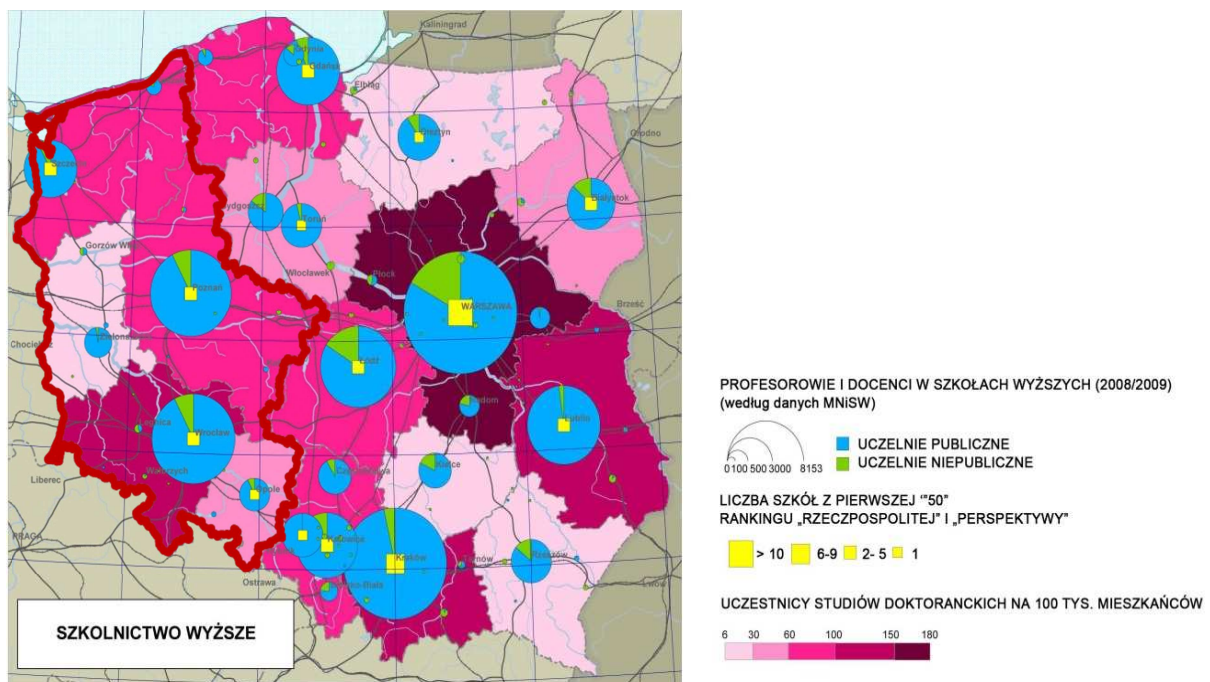 Kaliningrad
Gdynia
Gdańsk
Elbląg
Olsztyn
Grodno
Szczecin
Białystok
Bydgoszcz
Toruń
Gorzów Wlkp
Włocławek
Płock
Poznań
WARSZAWA
Brześć
Zielona
Łódź
Radom
Lublin
Legnica
Wrocław
Kielce
Liberec
Wałbrzych
Częstochowa
Opole
PRAGA
Katowice
Kraków
Tarnów
Rzeszów
Ostrawa
Bielsko-Biała
Lwów
SZKOLNICTWO WYŻSZE
PROFESOROWIE I DOCENCI W SZKOŁACH WYŻSZYCH (2008/2009)
(według danych MNiSW)
0 100 500 3000 8153
UCZELNIE PUBLICZNE
UCZELNIE NIEPUBLICZNE
LICZBA SZKÓŁ Z PIERWSZEJ '"50"
RANKINGU „RZECZPOSPOLITEJ" I „PERSPEKTYWY"
> 10 6-9 2- 5 1
UCZESTNICY STUDIÓW DOKTORANCKICH NA 100 TYS. MIESZKAŃCÓW
6 30 60 100 150 180